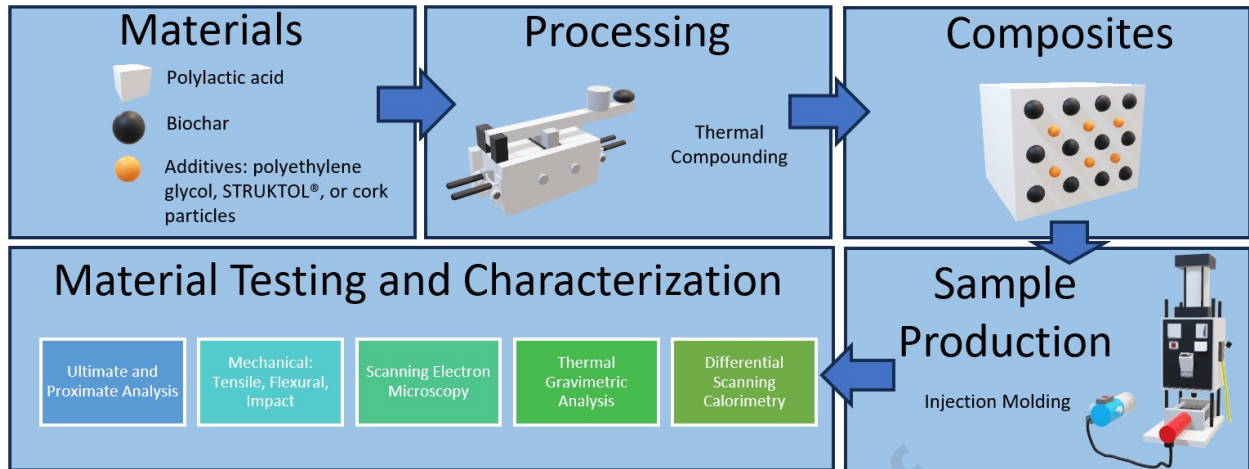 Materials
Polylactic acid
Biochar
Additives: polyethylene
glycol, STRUKTOL®, or cork
particles
Processing
Thermal
Compounding
Composites
Sample
Production
Injection Molding
Material Testing and Characterization
Ultimate and
Proximate Analysis
Mechanical:
Tensile, Flexural,
Impact
Scanning Electron
Microscopy
Thermal
Gravimetric
Analysis
Differential
Scanning
Calorimetry